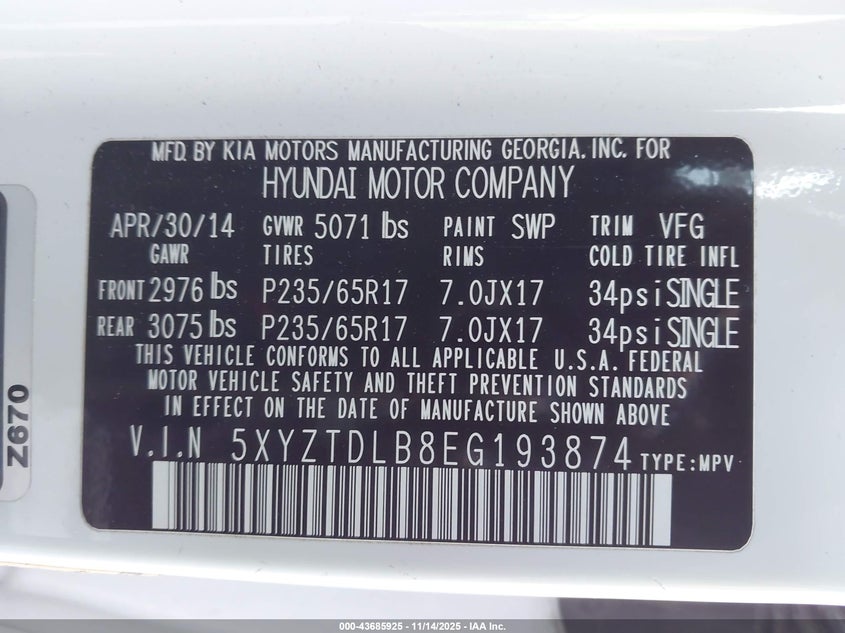 MFD. BY KIA MOTORS MANUFACTURING GEORGIA. INC. FOR
HYUNDAI MOTOR COMPANY
APR/30/14 GVWR 5071 lbs PAINT SWP TRIM VFG
GAWR TIRES RIMS COLD TIRE INFL
FRONT 2976 lbs P235/65R17 7.0JX17 34psi SINGLE
REAR 3075 lbs P235/65R17 7.0JX17 34psi SINGLE
THIS VEHICLE CONFORMS TO ALL APPLICABLE U.S.A. FEDERAL
MOTOR VEHICLE SAFETY AND THEFT PREVENTION STANDARDS
IN EFFECT ON THE DATE OF MANUFACTURE SHOWN ABOVE
V.I.N 5XYZTDLB8EG193874 TYPE:MPV
Z670
000-43685925 - 11/14/2025 - IAA Inc.